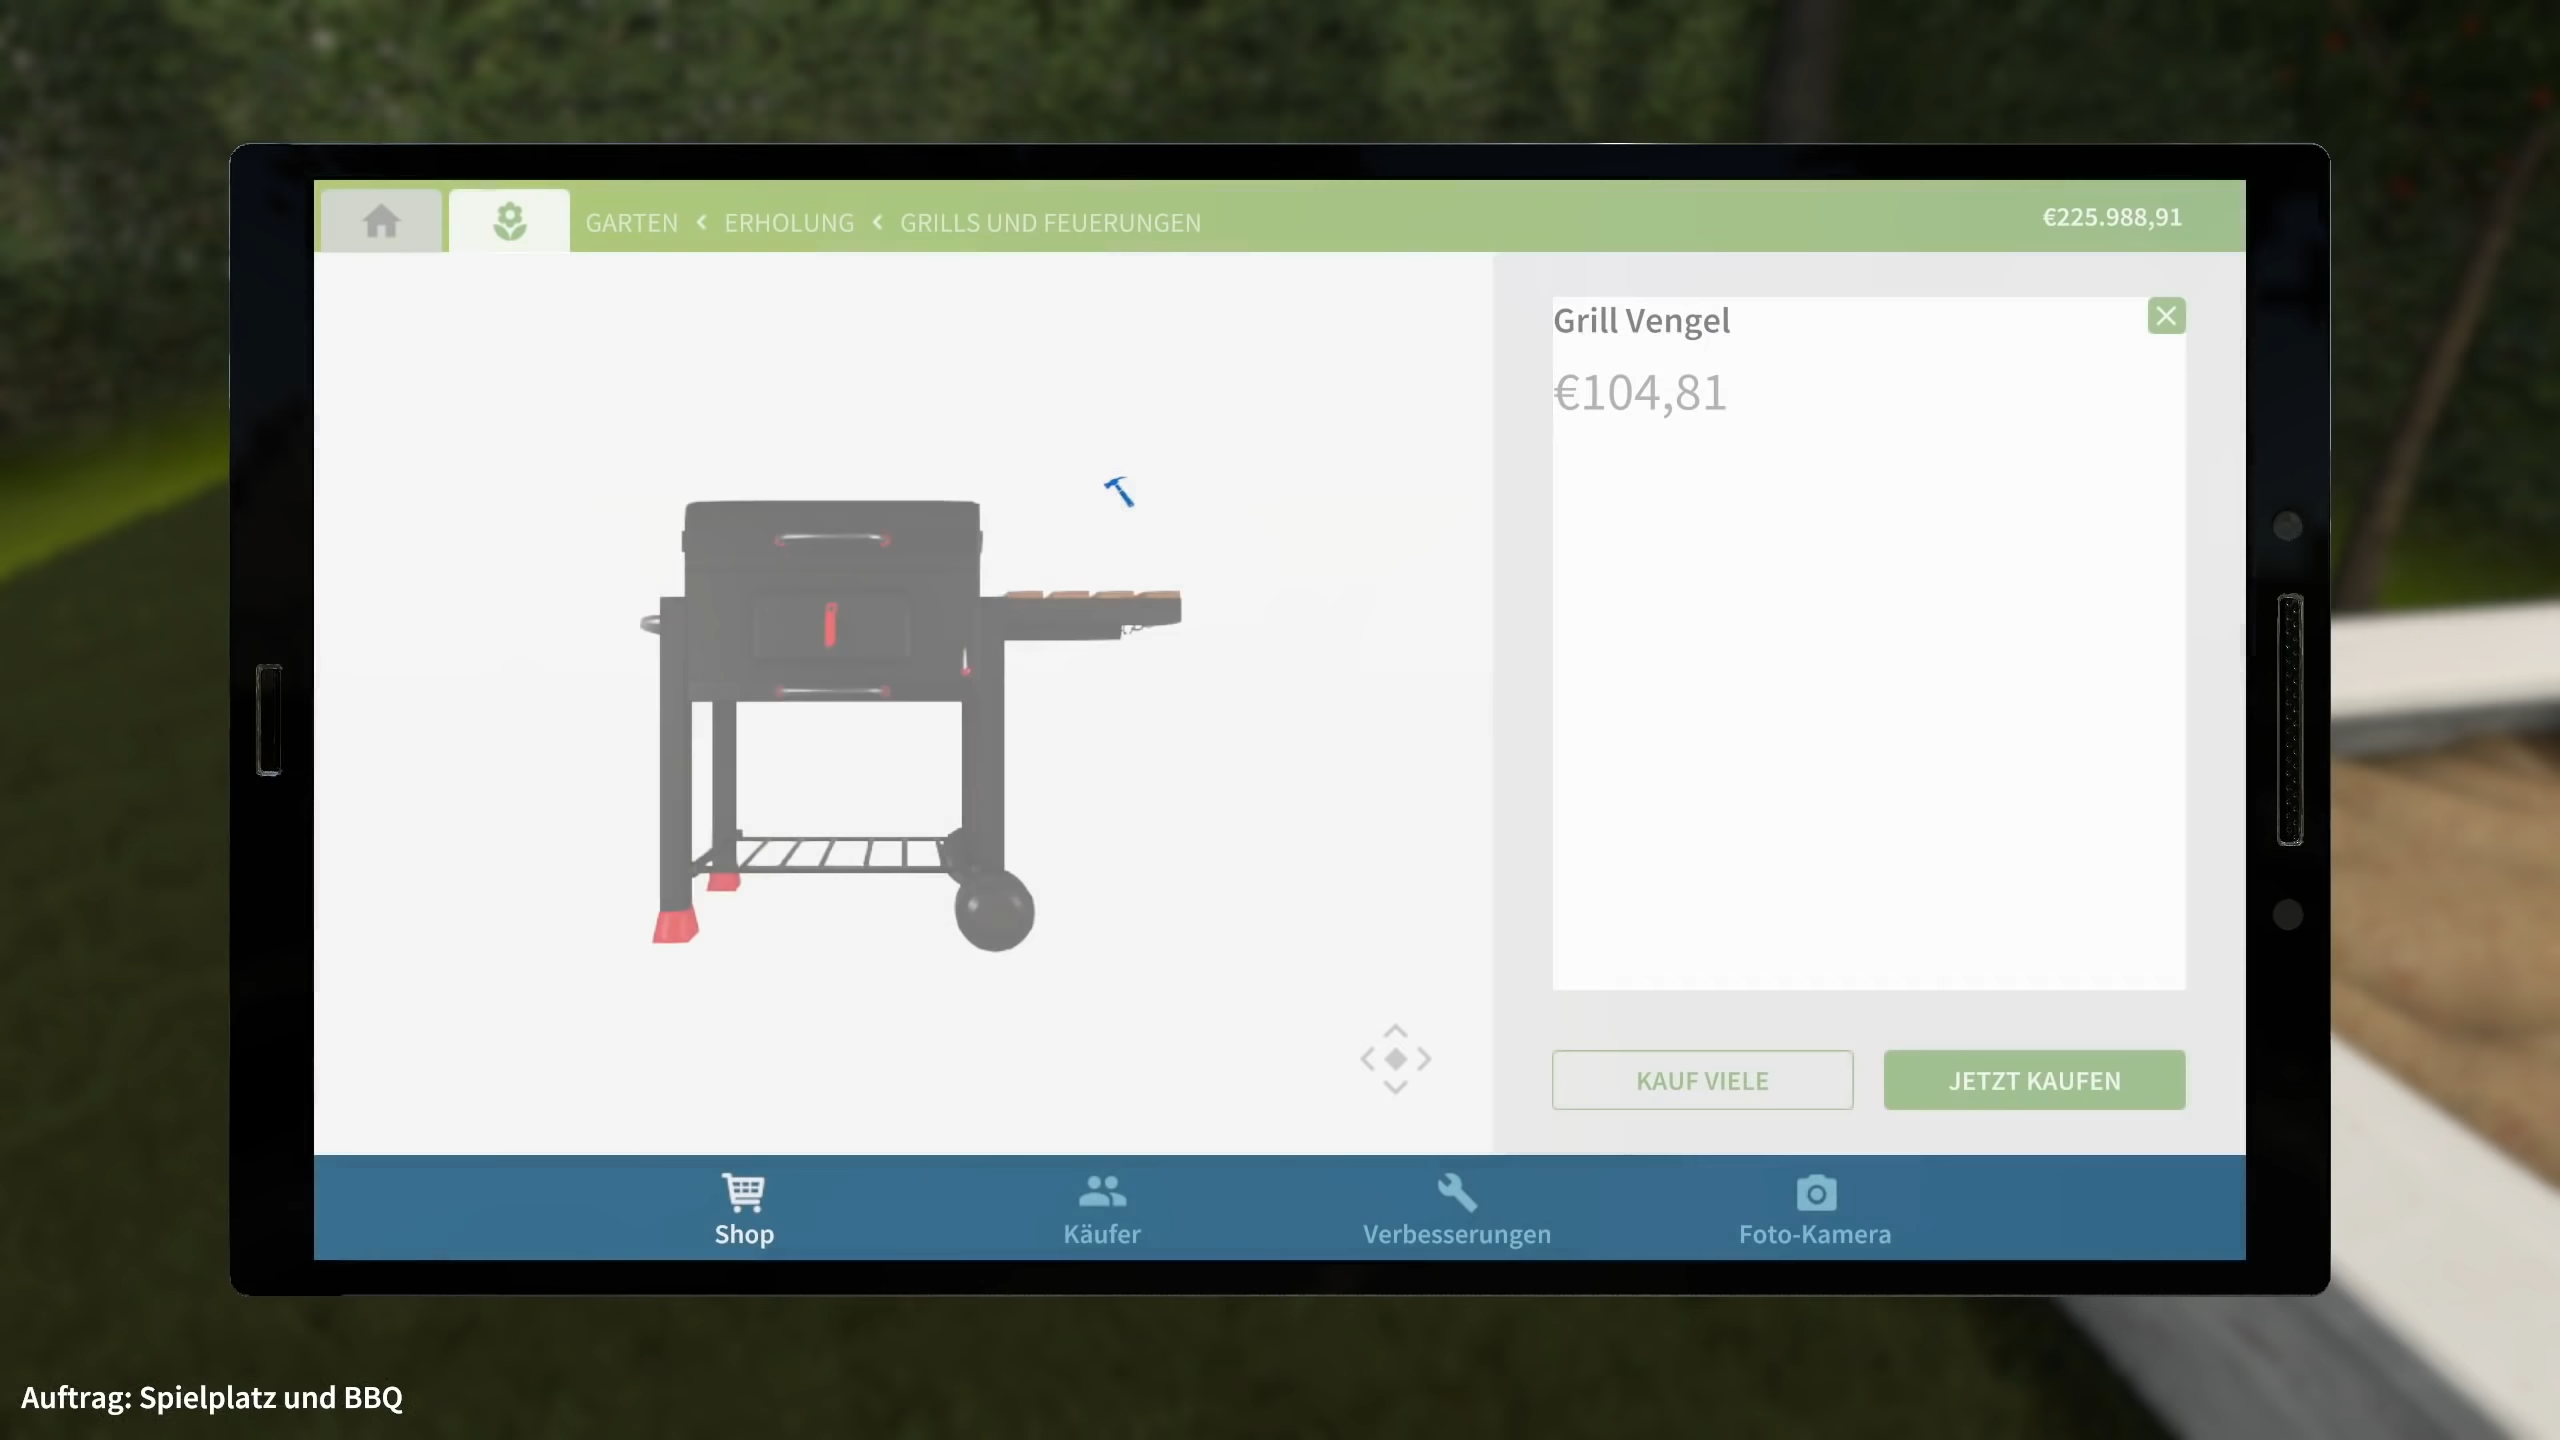 GARTEN < ERHOLUNG < GRILLS UND FEUERUNGEN
€225.988,91
Grill Vengel
€104,81
KAUF VIELE
JETZT KAUFEN
Shop
Käufer
Verbesserungen
Foto-Kamera
Auftrag: Spielplatz und BBQ